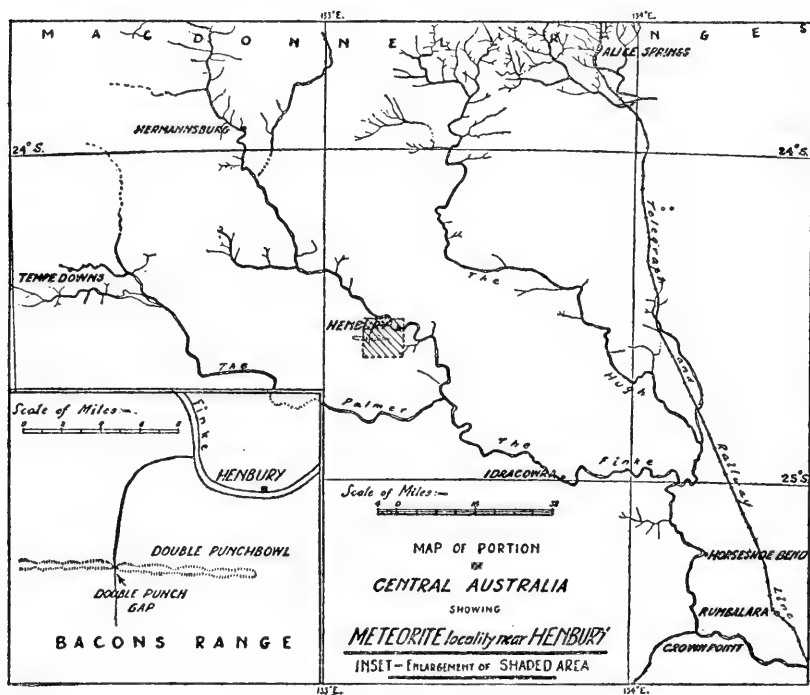 133°E.
134°E.
MACDONNELL RANGES
ALICE SPRINGS
HERMANNSBURG
24°S.
24°S.
Telegraph and Railway Line
TEMPE DOWNS
The Palmer
The Hugh
HENBURY
The Finke
IDRACOWRA
25°S.
HORSESHOE BEND
RUMBALARA
CROWN POINT
Scale of Miles:-
Finke
HENBURY
DOUBLE PUNCHBOWL
DOUBLE PUNCH
GAP
BACONS RANGE
Scale of Miles:-
MAP OF PORTION
OF
CENTRAL AUSTRALIA
SHOWING
METEORITE locality near HENBURY
INSET - ENLARGEMENT OF SHADED AREA
133°E.
134°E.